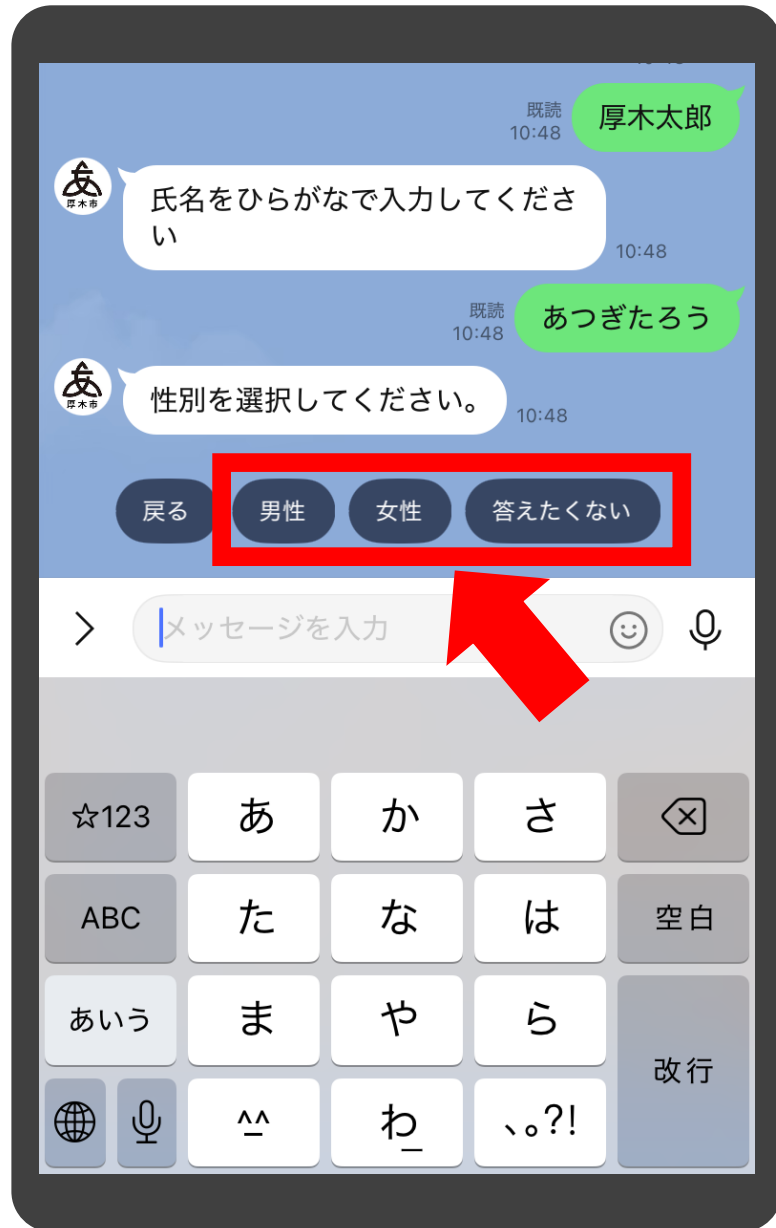 既読
10:48
厚木太郎
厚木市
氏名をひらがなで入力してくださ
い
10:48
既読
10:48
あつぎたろう
厚木市
性別を選択してください。
10:48
戻る 男性 女性 答えたくない
メッセージを入力
☆123 あ か さ
ABC た な は 空白
あいう ま や ら
改行
^^ わ 、。?!